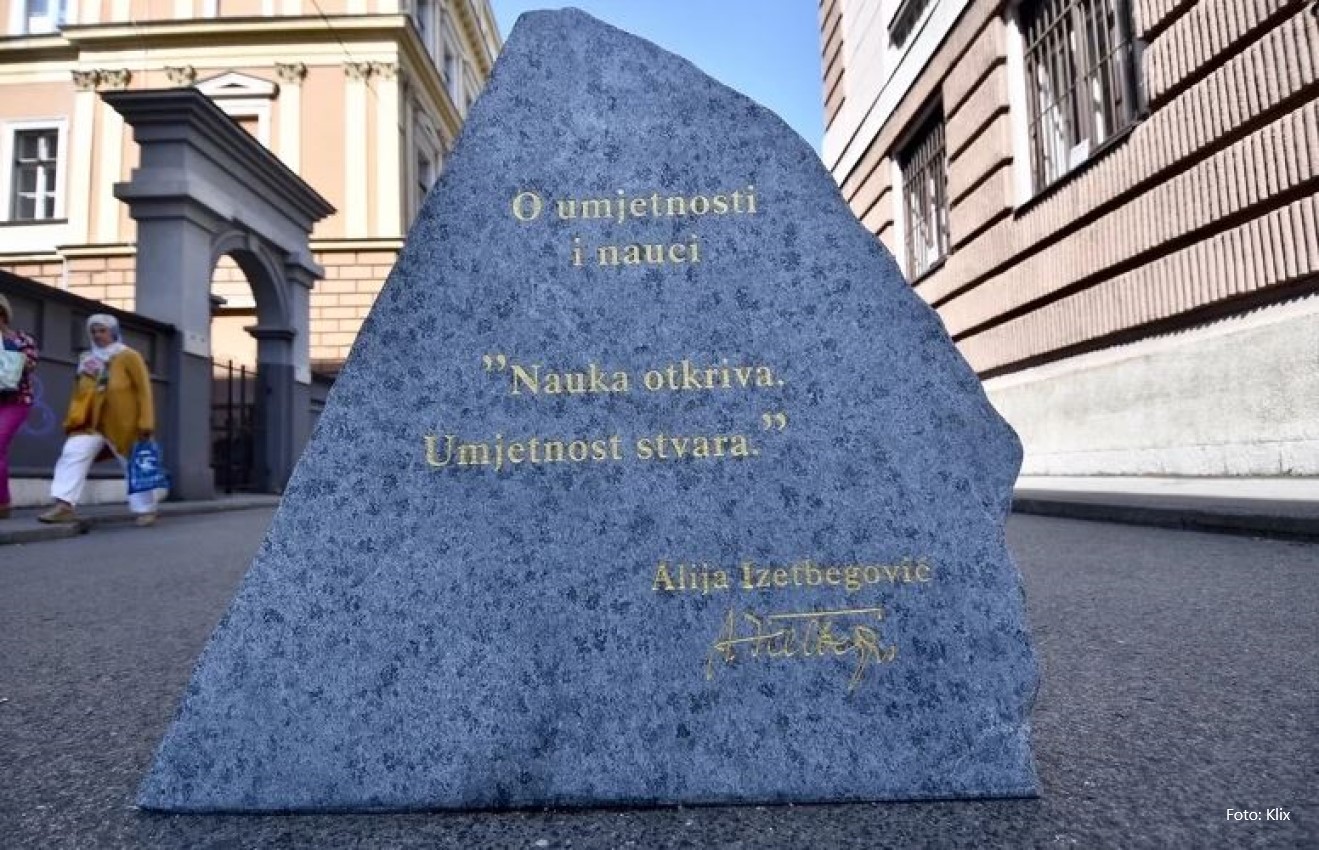 O umjetnosti
i nauci
”Nauka otkriva.
Umjetnost stvara.”
Alija Izetbegović
Foto: Klix